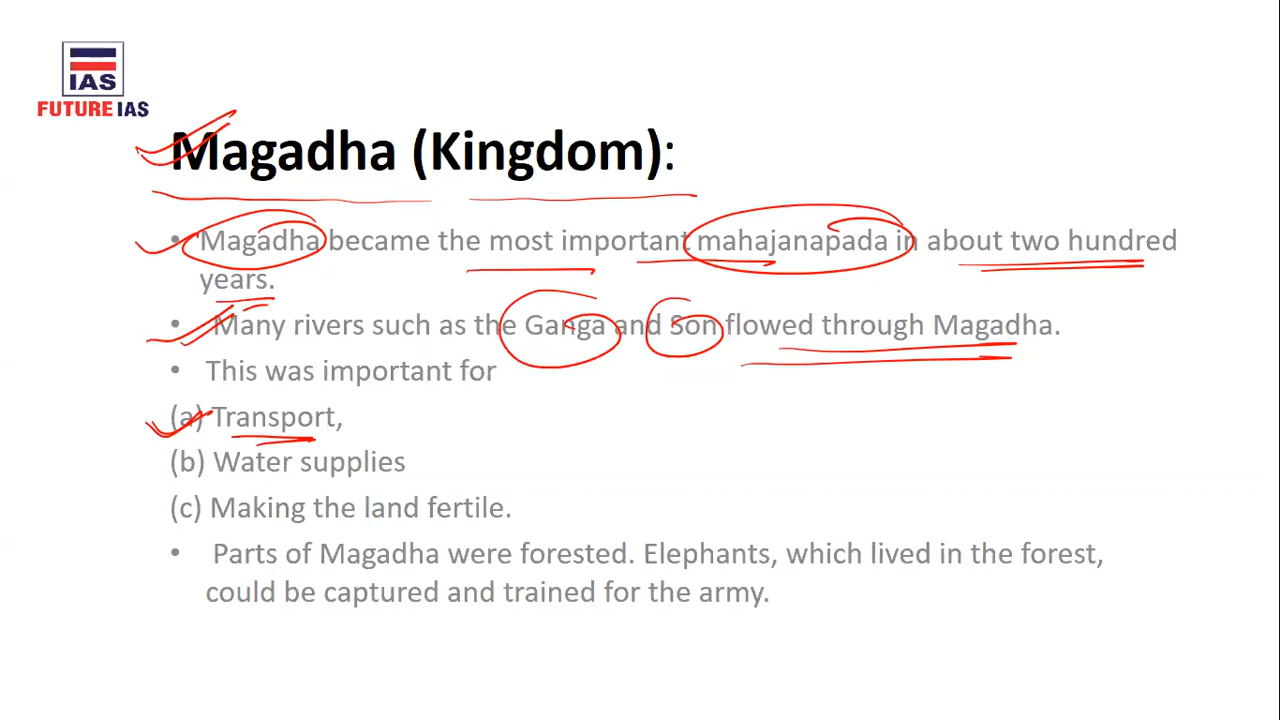 IAS
FUTURE IAS
Magadha (Kingdom):
• Magadha became the most important mahajanapada in about two hundred
years.
• Many rivers such as the Ganga and Son flowed through Magadha.
• This was important for
(a) Transport,
(b) Water supplies
(c) Making the land fertile.
• Parts of Magadha were forested. Elephants, which lived in the forest,
could be captured and trained for the army.